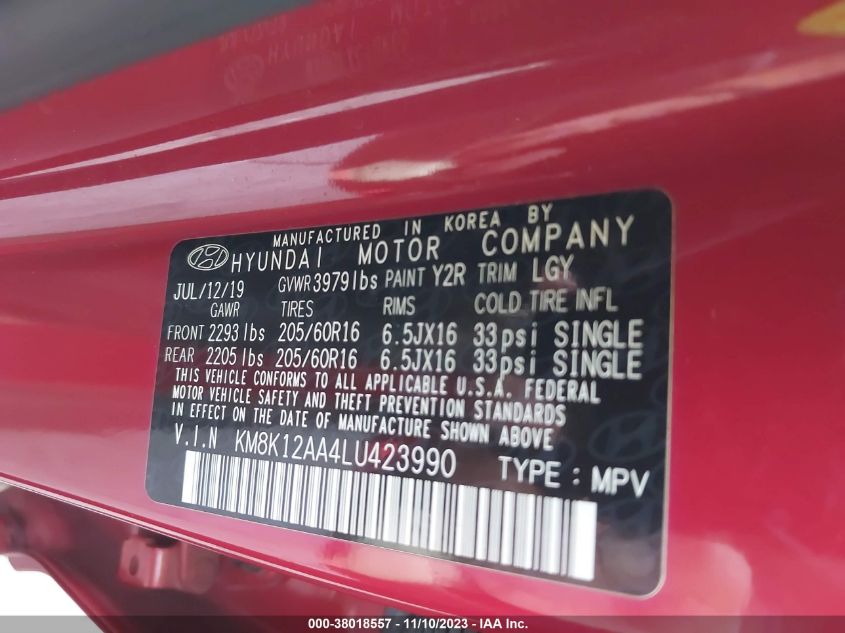 MANUFACTURED IN KOREA BY
HYUNDAI MOTOR COMPANY
JUL/12/19 GVWR 3979lbs PAINT Y2R TRIM LGY
GAWR TIRES RIMS COLD TIRE INFL
FRONT 2293lbs 205/60R16 6.5JX16 33psi SINGLE
REAR 2205lbs 205/60R16 6.5JX16 33psi SINGLE
THIS VEHICLE CONFORMS TO ALL APPLICABLE U.S.A. FEDERAL
MOTOR VEHICLE SAFETY AND THEFT PREVENTION STANDARDS
IN EFFECT ON THE DATE OF MANUFACTURE SHOWN ABOVE
V.I.N KM8K12AA4LU423990 TYPE : MPV
000-38018557 - 11/10/2023 - IAA Inc.